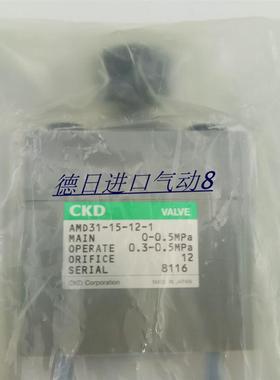 德日进口气动8
CKD VALVE
AMD31-15-12-1
MAIN 0-0.5MPa
OPERATE 0.3-0.5MPa
ORIFICE 12
SERIAL 8116
CKD Corporation MADE IN JAPAN